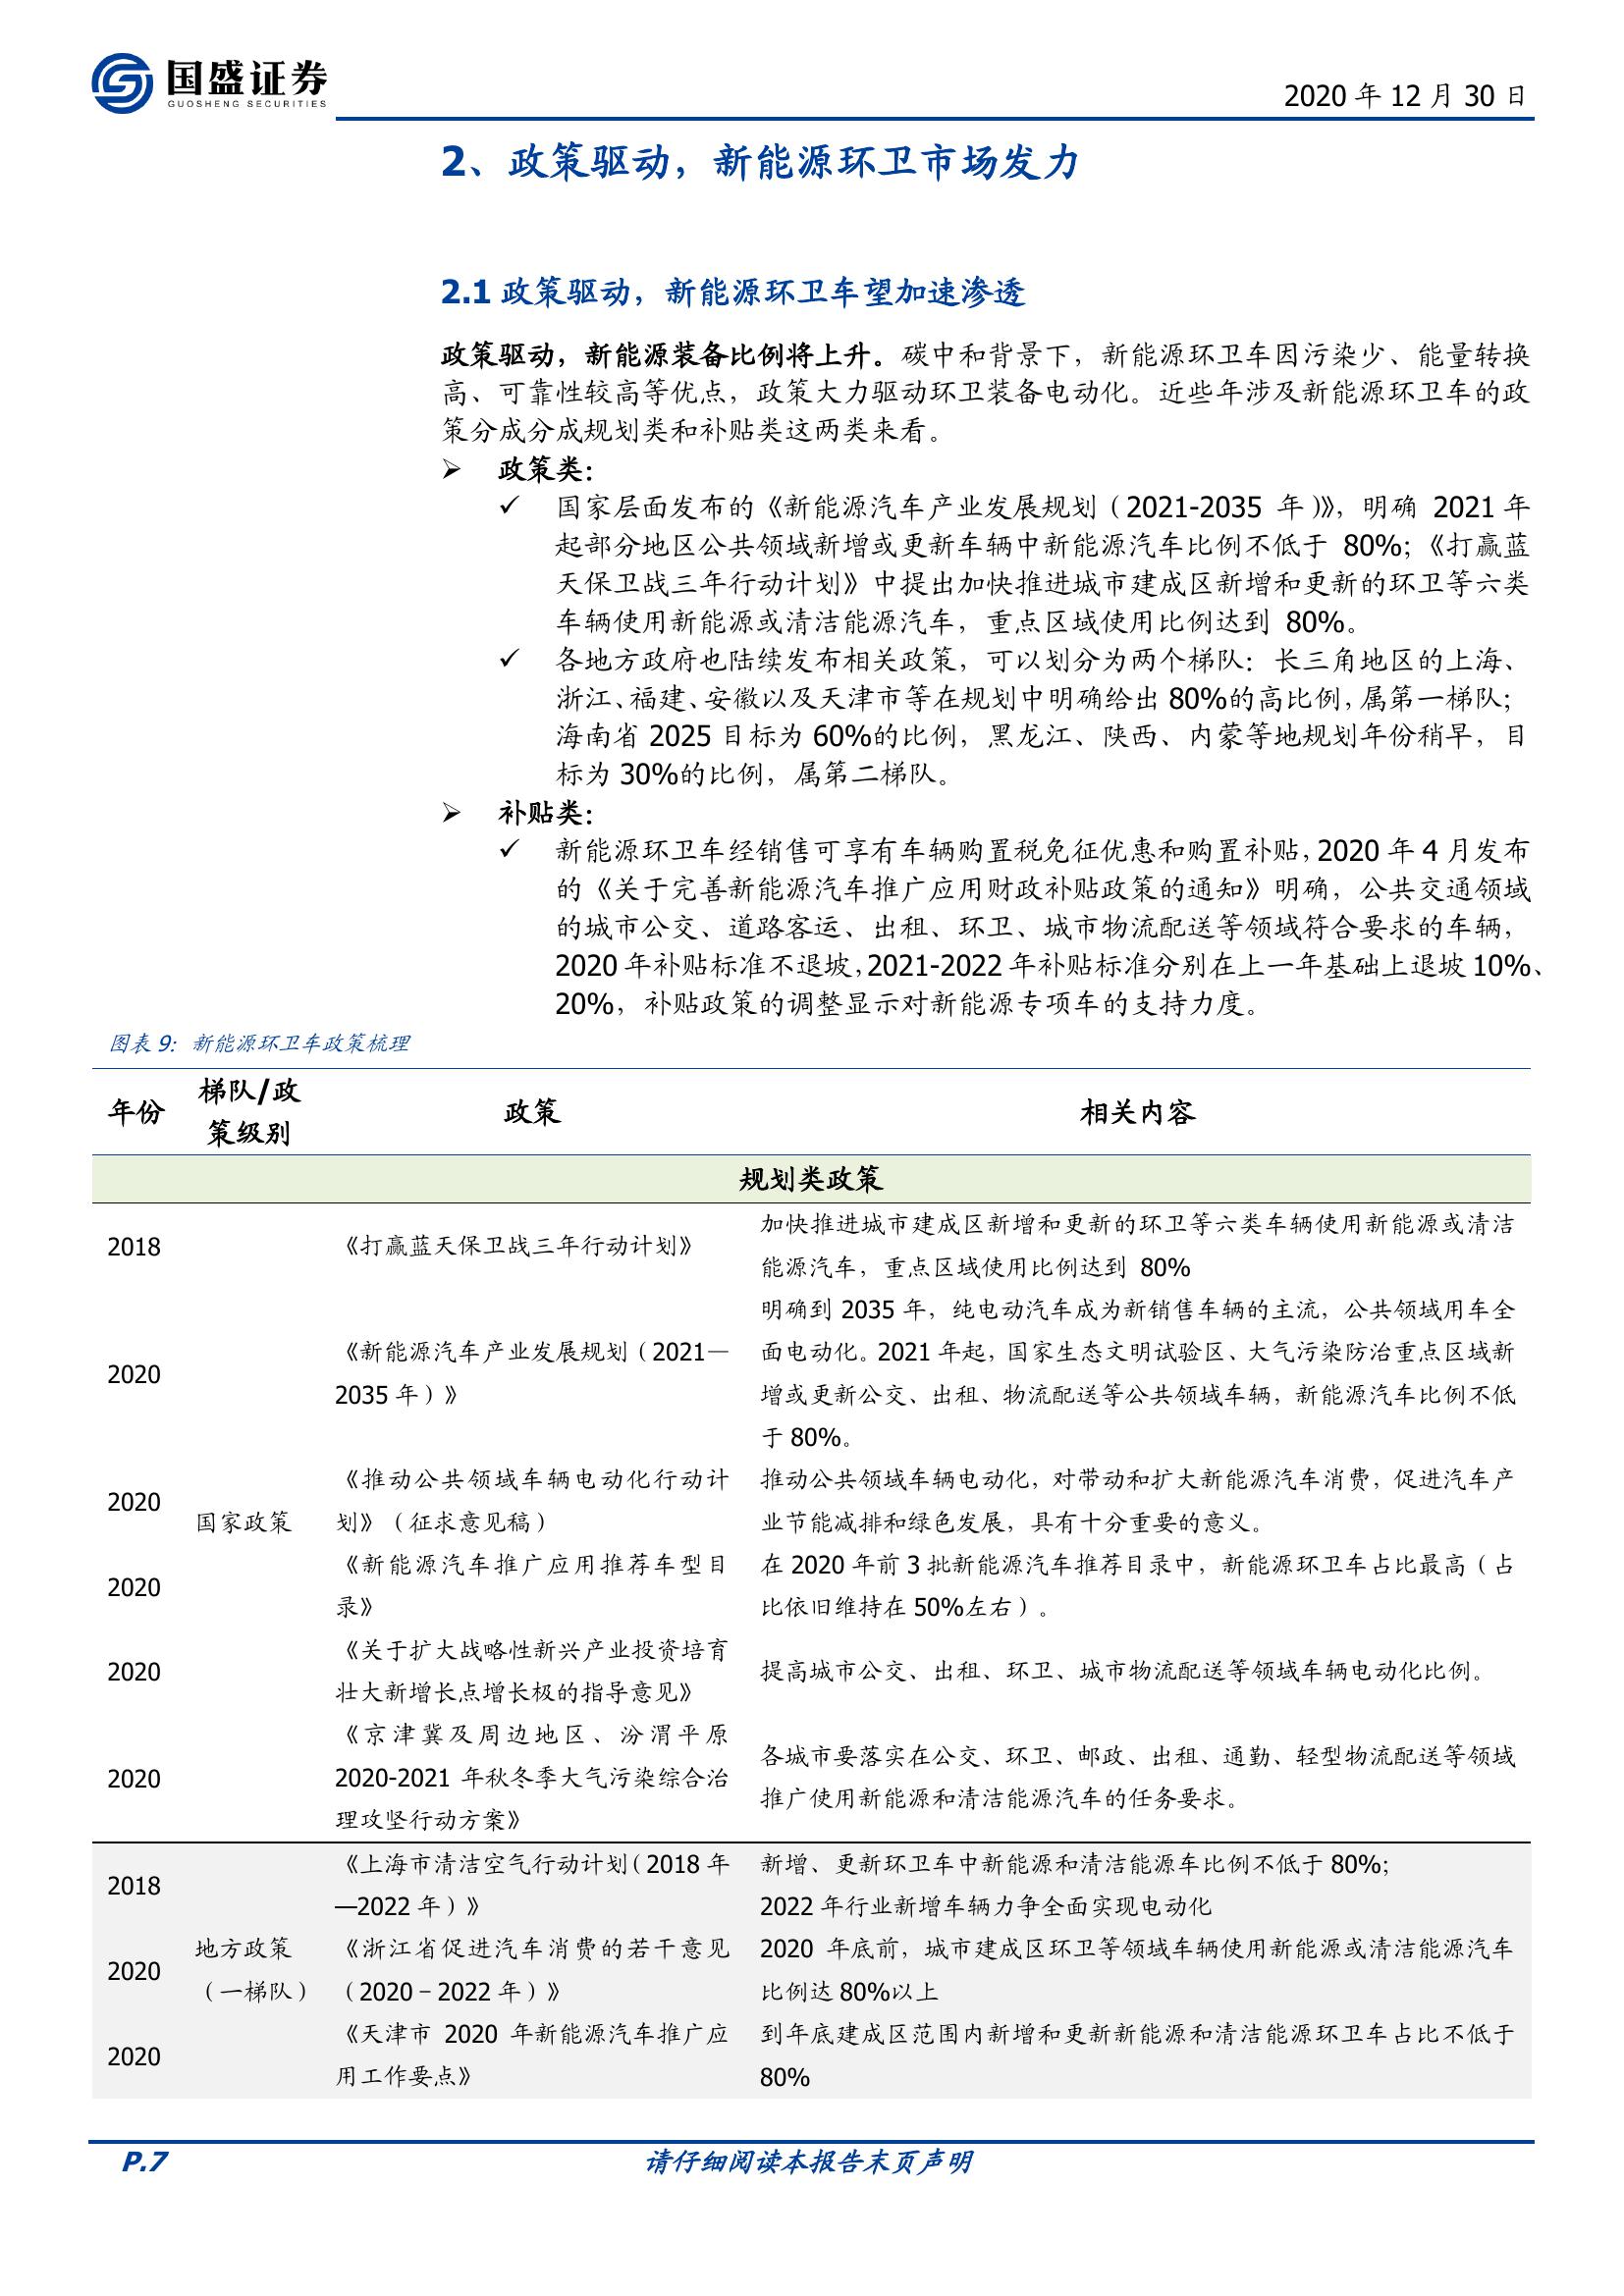 国盛证券
GUOSHENG SECURITIES
2020 年 12 月 30 日
2、政策驱动，新能源环卫市场发力
2.1 政策驱动，新能源环卫车望加速渗透
政策驱动，新能源装备比例将上升。碳中和背景下，新能源环卫车因污染少、能量转换
高、可靠性较高等优点，政策大力驱动环卫装备电动化。近些年涉及新能源环卫车的政
策分成分成规划类和补贴类这两类来看。
➢ 政策类：
✓ 国家层面发布的《新能源汽车产业发展规划（2021-2035 年）》，明确 2021 年
起部分地区公共领域新增或更新车辆中新能源汽车比例不低于 80%；《打赢蓝
天保卫战三年行动计划》中提出加快推进城市建成区新增和更新的环卫等六类
车辆使用新能源或清洁能源汽车，重点区域使用比例达到 80%。
✓ 各地方政府也陆续发布相关政策，可以划分为两个梯队：长三角地区的上海、
浙江、福建、安徽以及天津市等在规划中明确给出 80%的高比例，属第一梯队；
海南省 2025 目标为 60%的比例，黑龙江、陕西、内蒙等地规划年份稍早，目
标为 30%的比例，属第二梯队。
➢ 补贴类：
✓ 新能源环卫车经销售可享有车辆购置税免征优惠和购置补贴，2020 年 4 月发布
的《关于完善新能源汽车推广应用财政补贴政策的通知》明确，公共交通领域
的城市公交、道路客运、出租、环卫、城市物流配送等领域符合要求的车辆，
2020 年补贴标准不退坡，2021-2022 年补贴标准分别在上一年基础上退坡 10%、
20%，补贴政策的调整显示对新能源专项车的支持力度。
图表 9：新能源环卫车政策梳理
年份 梯队/政策级别 政策 相关内容
规划类政策
2018 《打赢蓝天保卫战三年行动计划》
加快推进城市建成区新增和更新的环卫等六类车辆使用新能源或清洁
能源汽车，重点区域使用比例达到 80%
2020
《新能源汽车产业发展规划（2021—
2035 年）》
明确到 2035 年，纯电动汽车成为新销售车辆的主流，公共领域用车全
面电动化。2021 年起，国家生态文明试验区、大气污染防治重点区域新
增或更新公交、出租、物流配送等公共领域车辆，新能源汽车比例不低
于 80%。
国家政策
2020
《推动公共领域车辆电动化行动计
划》（征求意见稿）
推动公共领域车辆电动化，对带动和扩大新能源汽车消费，促进汽车产
业节能减排和绿色发展，具有十分重要的意义。
2020
《新能源汽车推广应用推荐车型目
录》
在 2020 年前 3 批新能源汽车推荐目录中，新能源环卫车占比最高（占
比依旧维持在 50%左右）。
2020
《关于扩大战略性新兴产业投资培育
壮大新增长点增长极的指导意见》
提高城市公交、出租、环卫、城市物流配送等领域车辆电动化比例。
2020
《京津冀及周边地区、汾渭平原
2020-2021 年秋冬季大气污染综合治
理攻坚行动方案》
各城市要落实在公交、环卫、邮政、出租、通勤、轻型物流配送等领域
推广使用新能源和清洁能源汽车的任务要求。
2018
《上海市清洁空气行动计划（2018 年
—2022 年）》
新增、更新环卫车中新能源和清洁能源车比例不低于 80%；
2022 年行业新增车辆力争全面实现电动化
地方政策
（一梯队）
2020
《浙江省促进汽车消费的若干意见
（2020－2022 年）》
2020 年底前，城市建成区环卫等领域车辆使用新能源或清洁能源汽车
比例达 80%以上
2020
《天津市 2020 年新能源汽车推广应
用工作要点》
到年底建成区范围内新增和更新新能源和清洁能源环卫车占比不低于
80%
P.7
请仔细阅读本报告末页声明